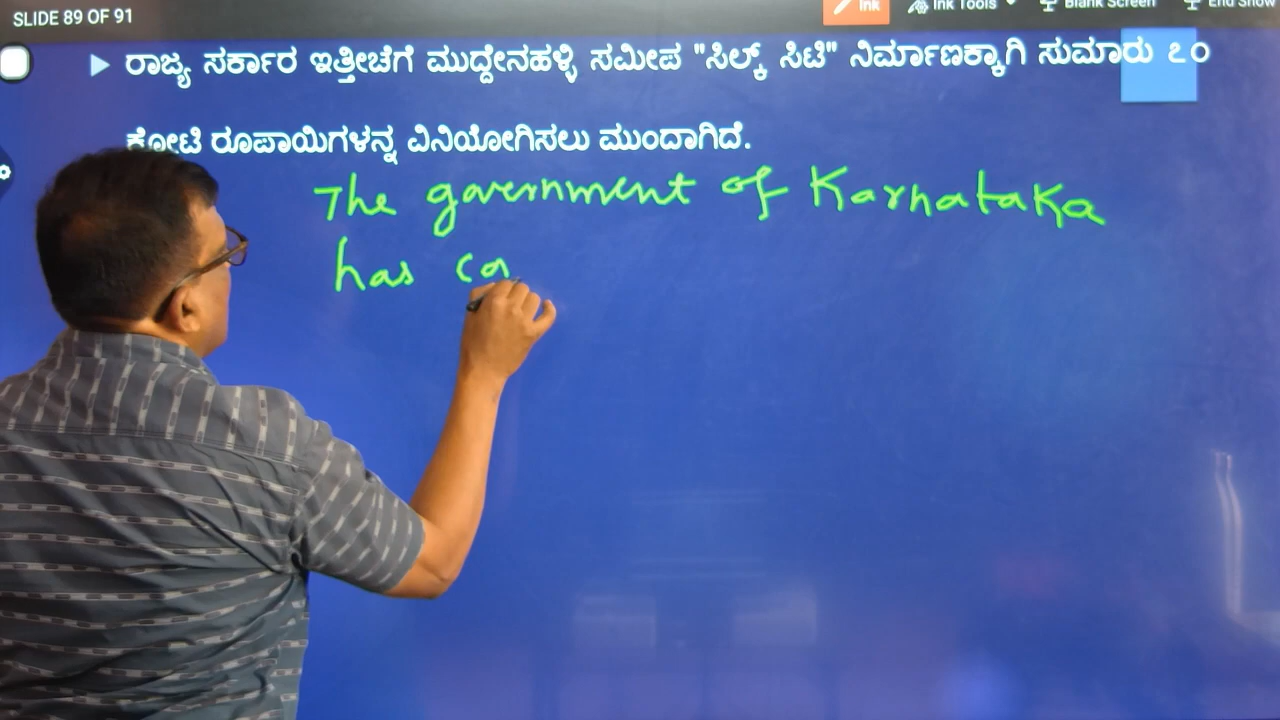 SLIDE 89 OF 91
Ink Ink Tools Blank Screen End Show
ರಾಜ್ಯ ಸರ್ಕಾರ ಇತ್ತೀಚೆಗೆ ಮುದ್ದೇನಹಳ್ಳಿ ಸಮೀಪ "ಸಿಲ್ಕ್ ಸಿಟಿ" ನಿರ್ಮಾಣಕ್ಕಾಗಿ ಸುಮಾರು ೭೦
ಕೋಟಿ ರೂಪಾಯಿಗಳನ್ನ ವಿನಿಯೋಗಿಸಲು ಮುಂದಾಗಿದೆ.
The government of Karnataka
has co